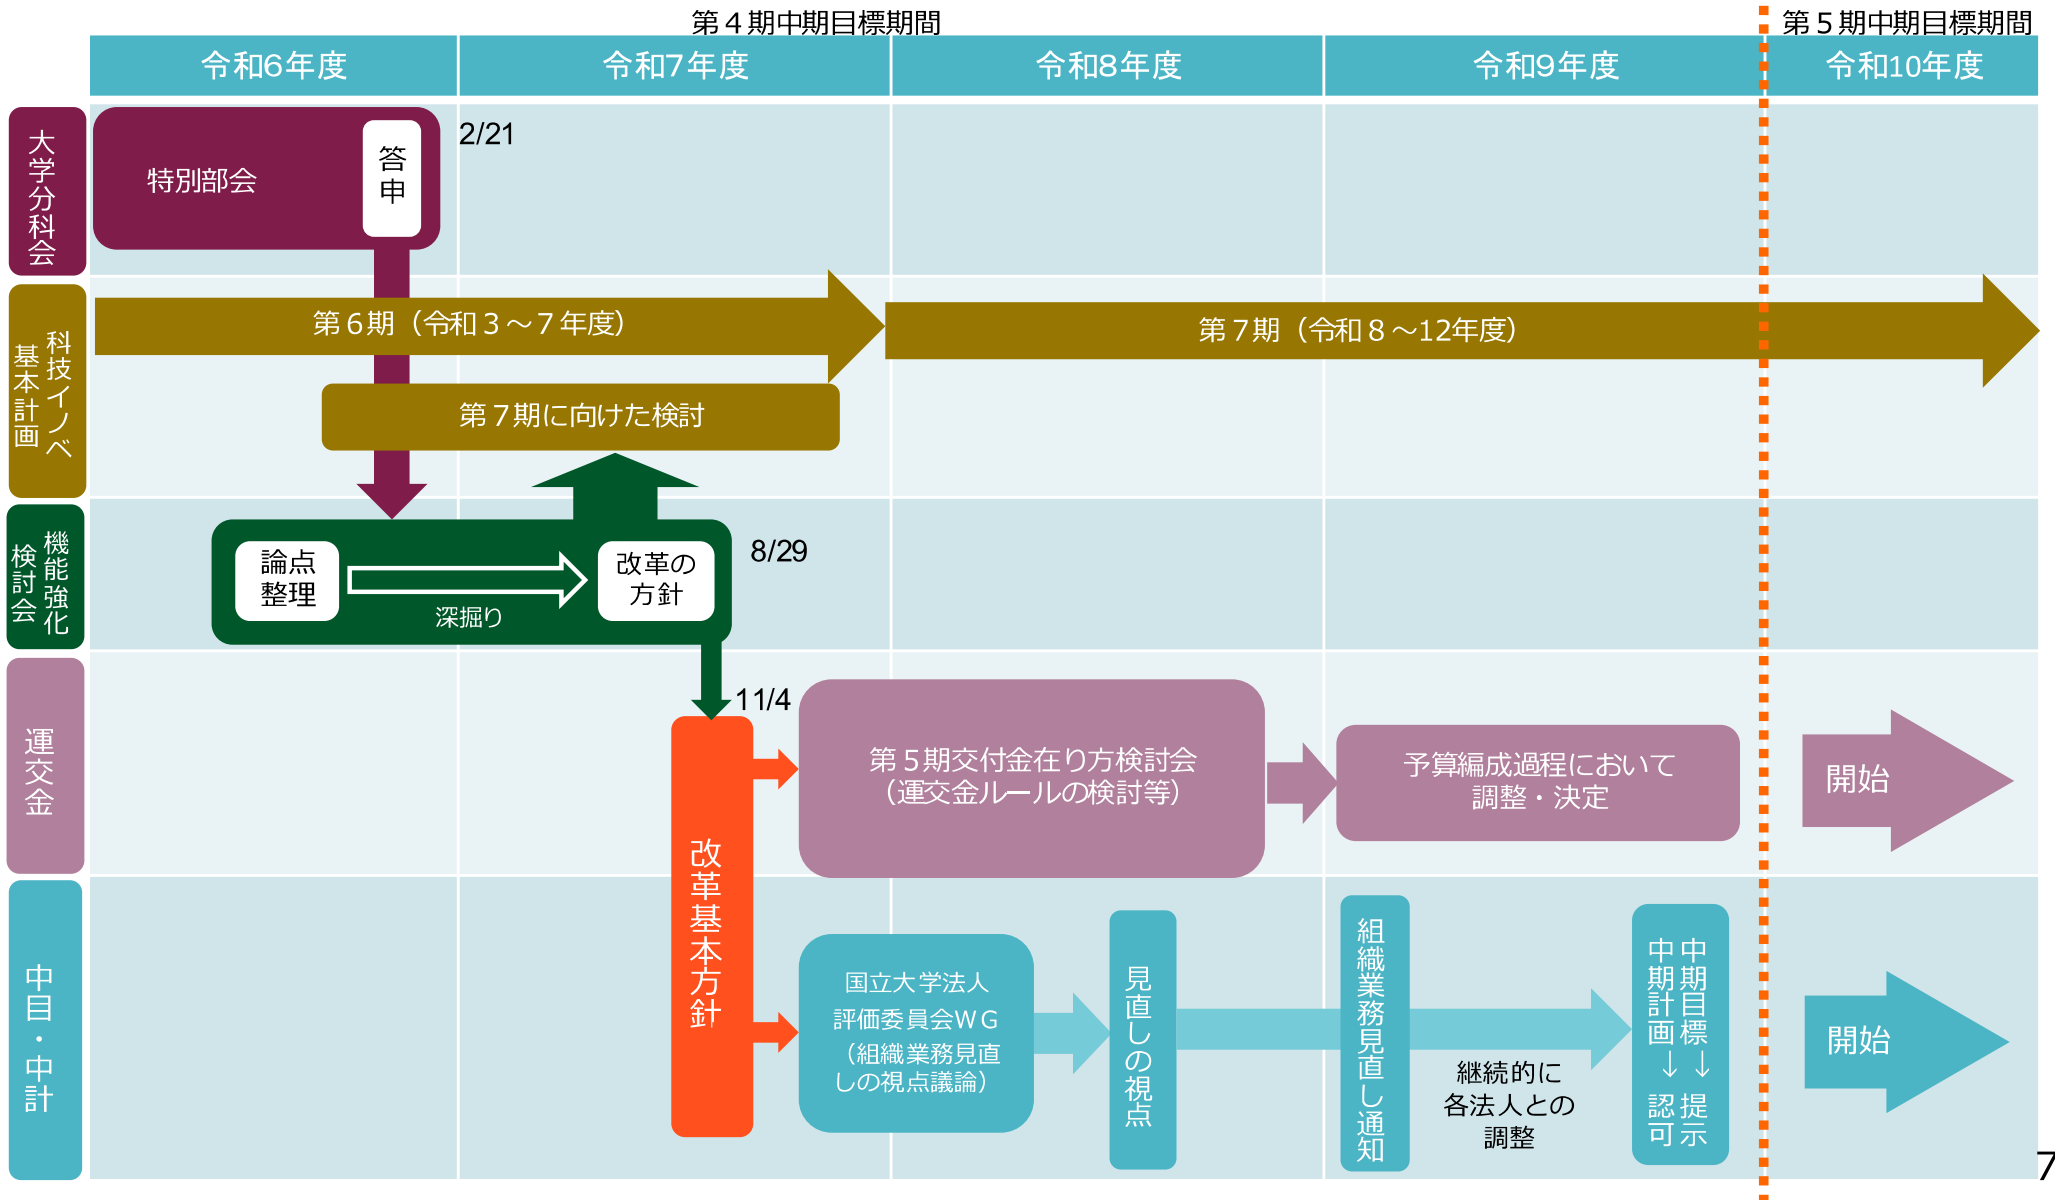 第４期中期目標期間
第５期中期目標期間
令和6年度
令和7年度
令和8年度
令和9年度
令和10年度
大学分科会
特別部会
答申
2/21
科技イノベ
基本計画
第６期（令和３～７年度）
第７期（令和８～12年度）
第７期に向けた検討
機能強化
検討会
論点
整理
深掘り
改革の
方針
8/29
運交金
11/4
改革基本方針
第５期交付金在り方検討会
（運交金ルールの検討等）
予算編成過程において
調整・決定
開始
中目・中計
国立大学法人
評価委員会ＷＧ
（組織業務見直
しの視点議論）
見直しの視点
組織業務見直し通知
継続的に
各法人との
調整
中期目標→提示
中期計画→認可
開始
7